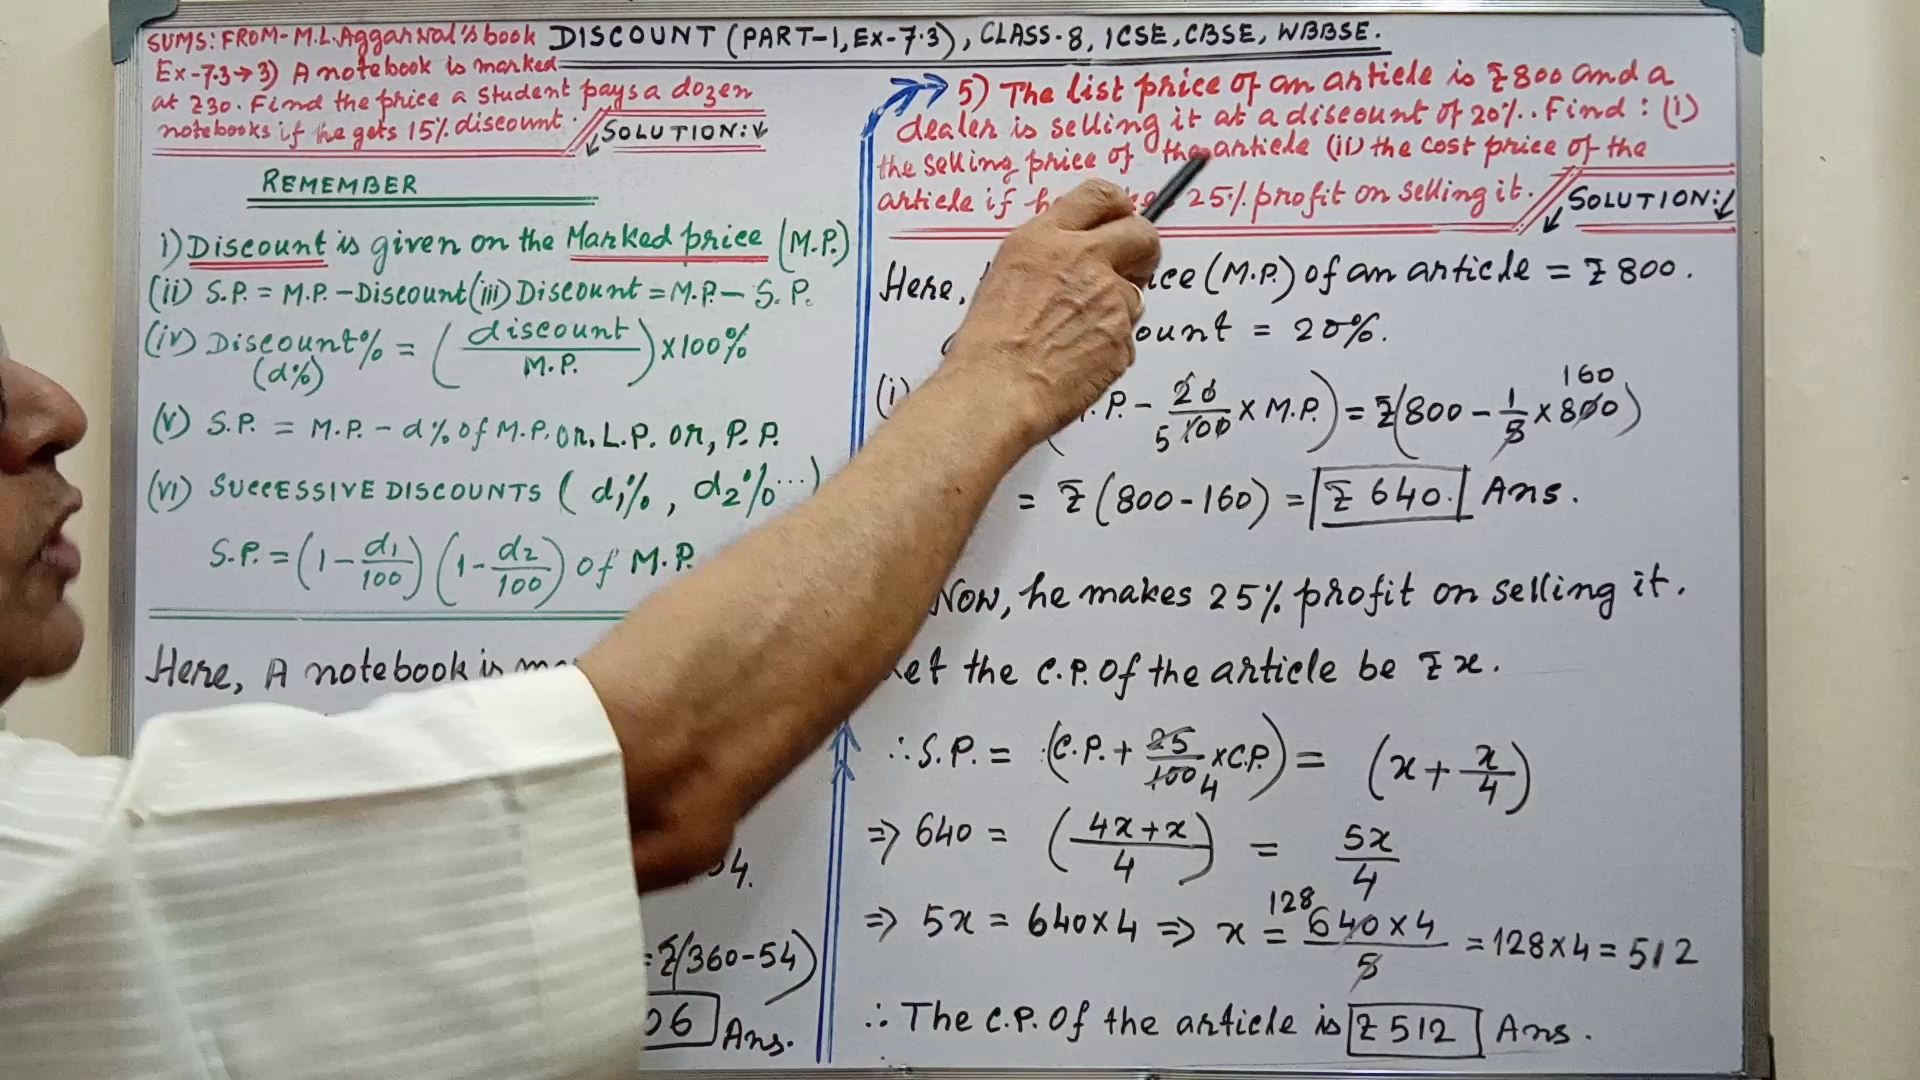 SUMS: FROM- M.L. Aggarwal's book DISCOUNT (PART-1, EX-7.3), CLASS-8, ICSE, CBSE, WBBSE.
Ex-7.3→3) A notebook is marked
at ₹30. Find the price a student pays a dozen
notebooks if he gets 15% discount.
SOLUTION:↓
REMEMBER
i) Discount is given on the Marked price (M.P.)
(ii) S.P. = M.P. - Discount (iii) Discount = M.P. - S.P.
(iv) Discount% = (discount/M.P.) x 100%
(d%)
(v) S.P. = M.P. - d% of M.P. or, L.P. or, P.P.
(vi) SUCCESSIVE DISCOUNTS (d1%, d2%...)
S.P. = (1 - d1/100) (1 - d2/100) of M.P.
Here, A notebook is
= ₹(360-54)
Ans.
5) The list price of an article is ₹800 and a
dealer is selling it at a discount of 20%. Find: (i)
the selling price of the article (ii) the cost price of the
article if 25% profit on selling it.
SOLUTION:↓
Here, (M.P.) of an article = ₹800.
= 20%.
(i) - 20/100 x M.P.) = ₹(800 - 1/5 x 800)
5 160
= ₹(800-160) = ₹640. Ans.
Now, he makes 25% profit on selling it.
Let the C.P. of the article be ₹x.
∴ S.P. = (C.P. + 25/100 x C.P.) = (x + x/4)
4
⇒ 640 = (4x+x/4) = 5x/4
⇒ 5x = 640x4 ⇒ x = 640x4/5 = 128x4 = 512
128
∴ The C.P. of the article is ₹512 Ans.